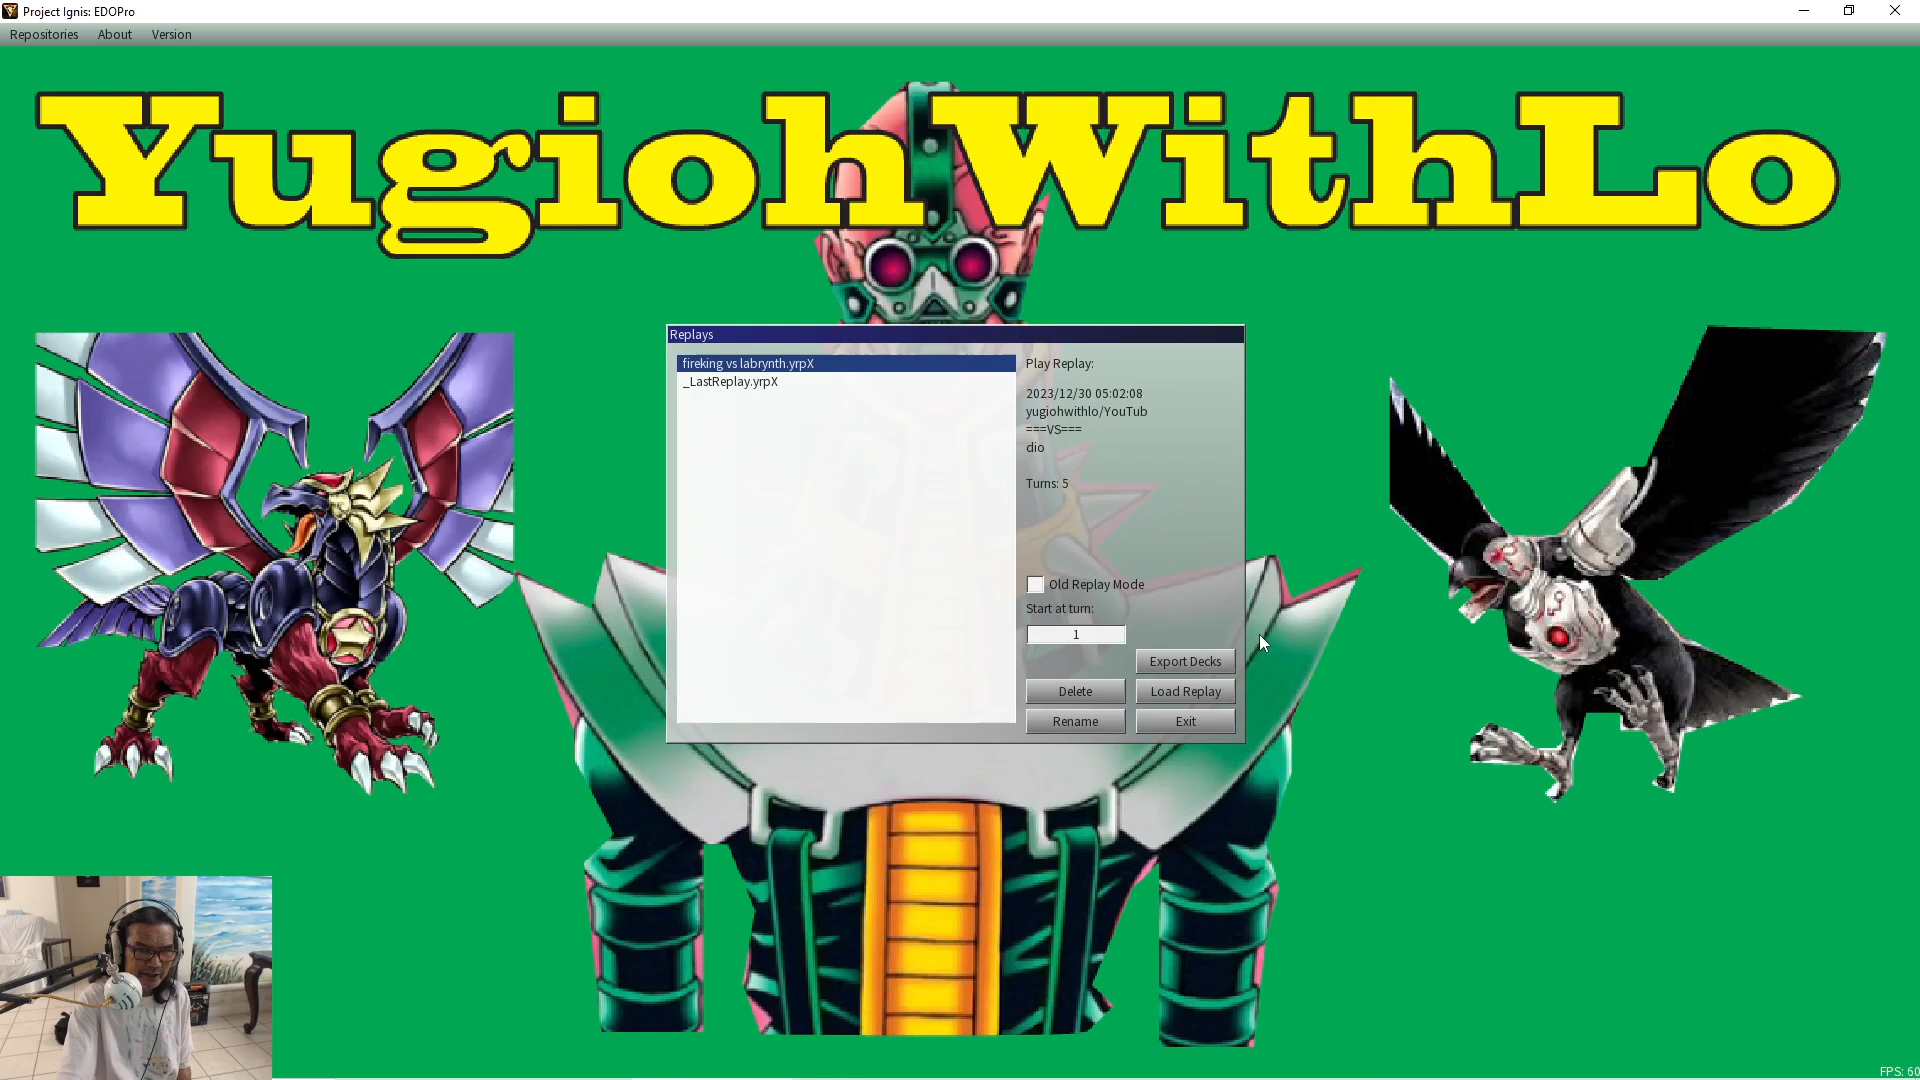 Project Ignis: EDOPro
Repositories About Version
YugiohWithLo
Replays
fireking vs labrynth.yrpX
_LastReplay.yrpX
Play Replay:
2023/12/30 05:02:08
yugiohwithlo/YouTub
===VS===
dio
Turns: 5
Old Replay Mode
Start at turn:
1
Export Decks
Delete
Load Replay
Rename
Exit
FPS: 60